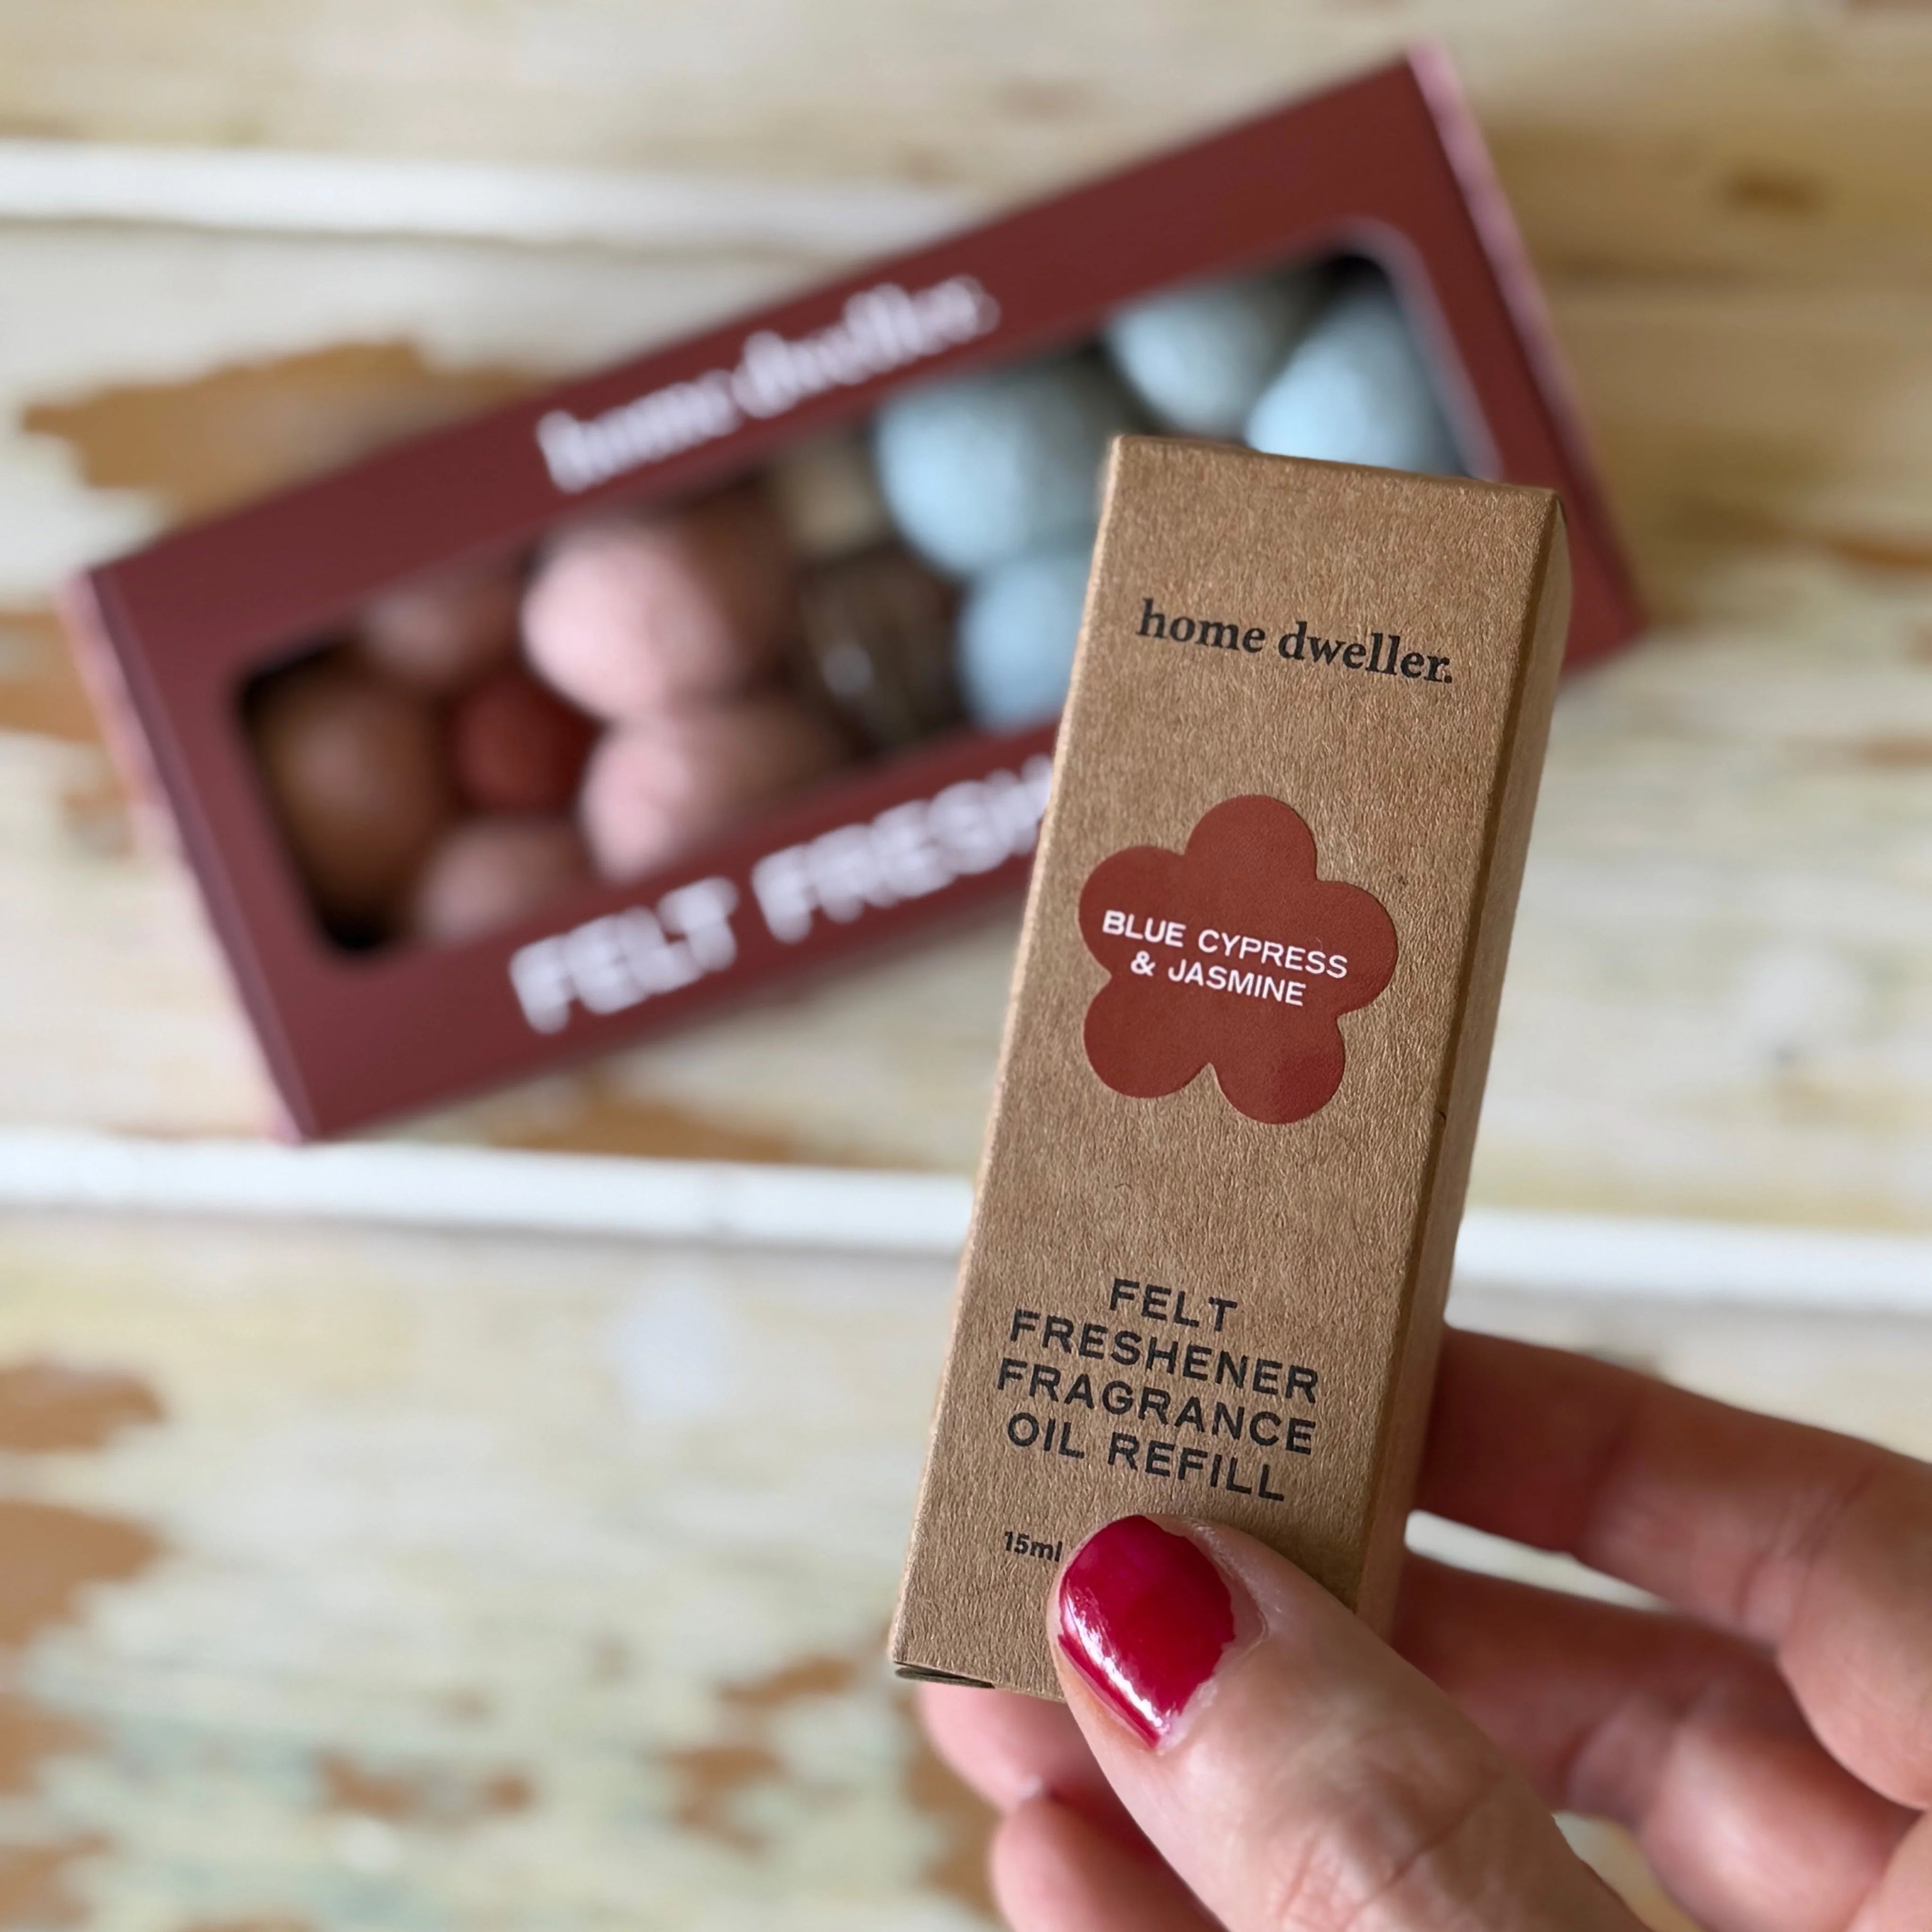 home dweller.
FELT FRESH
home dweller.
BLUE CYPRESS
& JASMINE
FELT
FRESHENER
FRAGRANCE
OIL REFILL
15ml